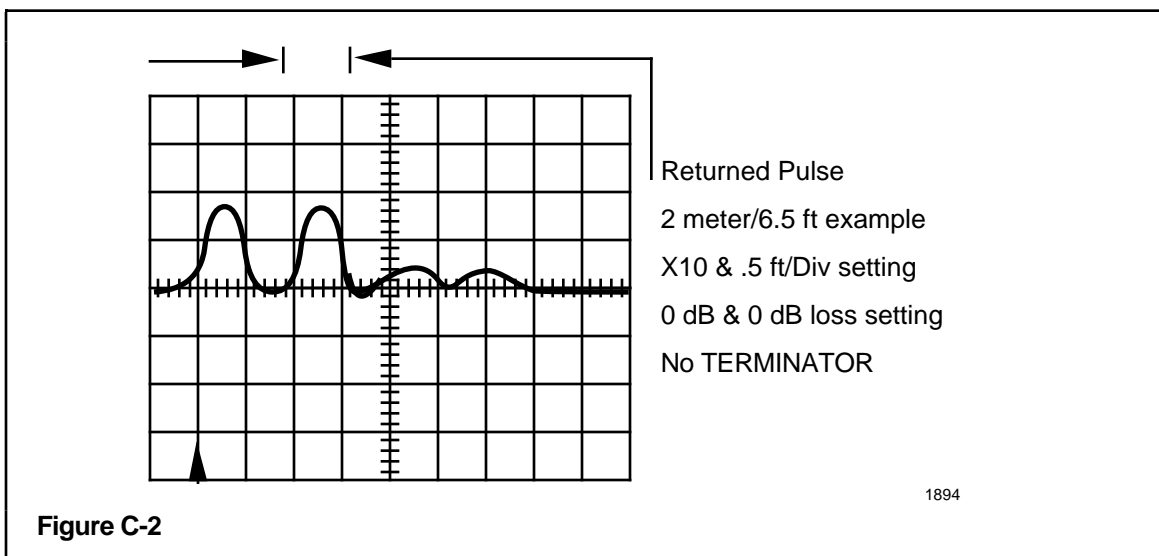 Returned Pulse
2 meter/6.5 ft example
X10 & .5 ft/Div setting
0 dB & 0 dB loss setting
No TERMINATOR
1894
Figure C-2